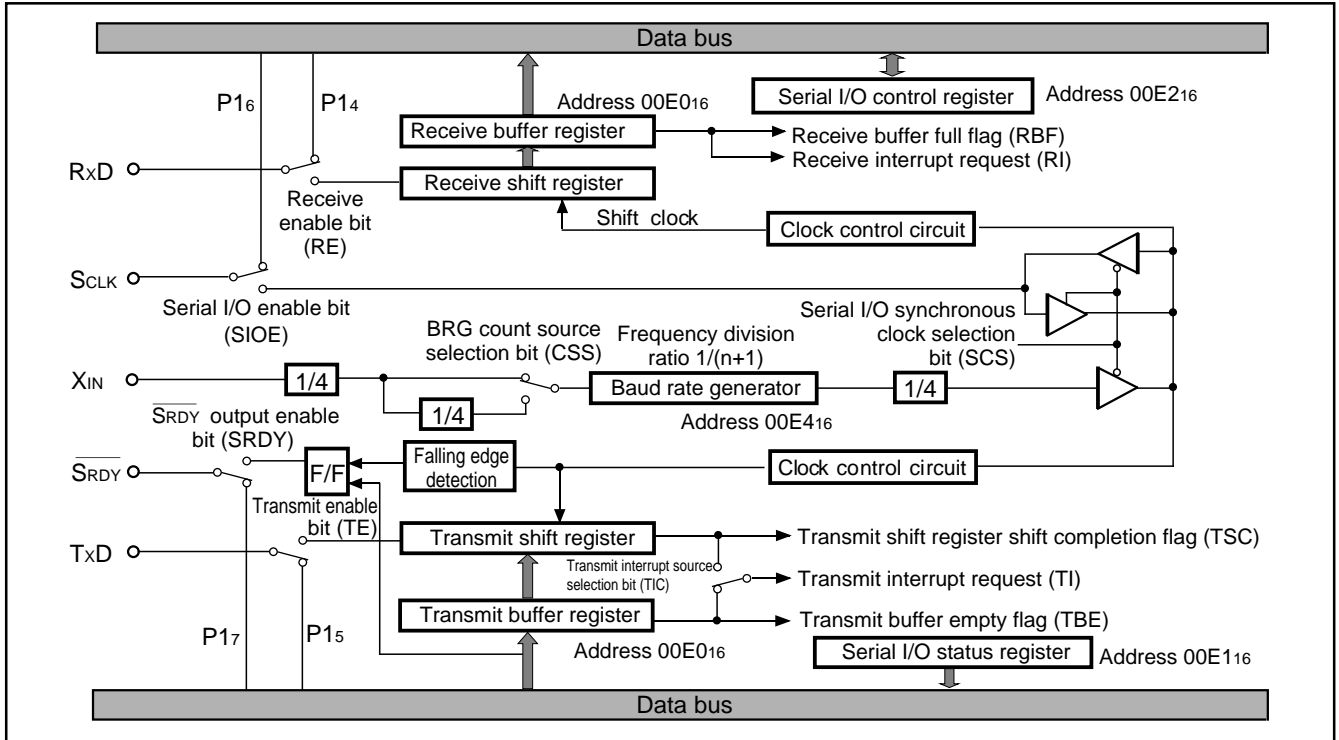 Data bus
P16
P14
Address 00E016
Serial I/O control register
Address 00E216
Receive buffer register
Receive buffer full flag (RBF)
Receive interrupt request (RI)
RxD
Receive shift register
Receive
enable bit
(RE)
Shift clock
Clock control circuit
SCLK
Serial I/O enable bit
(SIOE)
BRG count source
selection bit (CSS)
Frequency division
ratio 1/(n+1)
Serial I/O synchronous
clock selection
bit (SCS)
XIN
1/4
1/4
Baud rate generator
1/4
Address 00E416
SRDY output enable
bit (SRDY)
SRDY
F/F
Falling edge
detection
Clock control circuit
Transmit enable
bit (TE)
Transmit shift register
Transmit shift register shift completion flag (TSC)
TxD
Transmit interrupt source
selection bit (TIC)
Transmit interrupt request (TI)
Transmit buffer register
Transmit buffer empty flag (TBE)
P17
P15
Address 00E016
Serial I/O status register
Address 00E116
Data bus